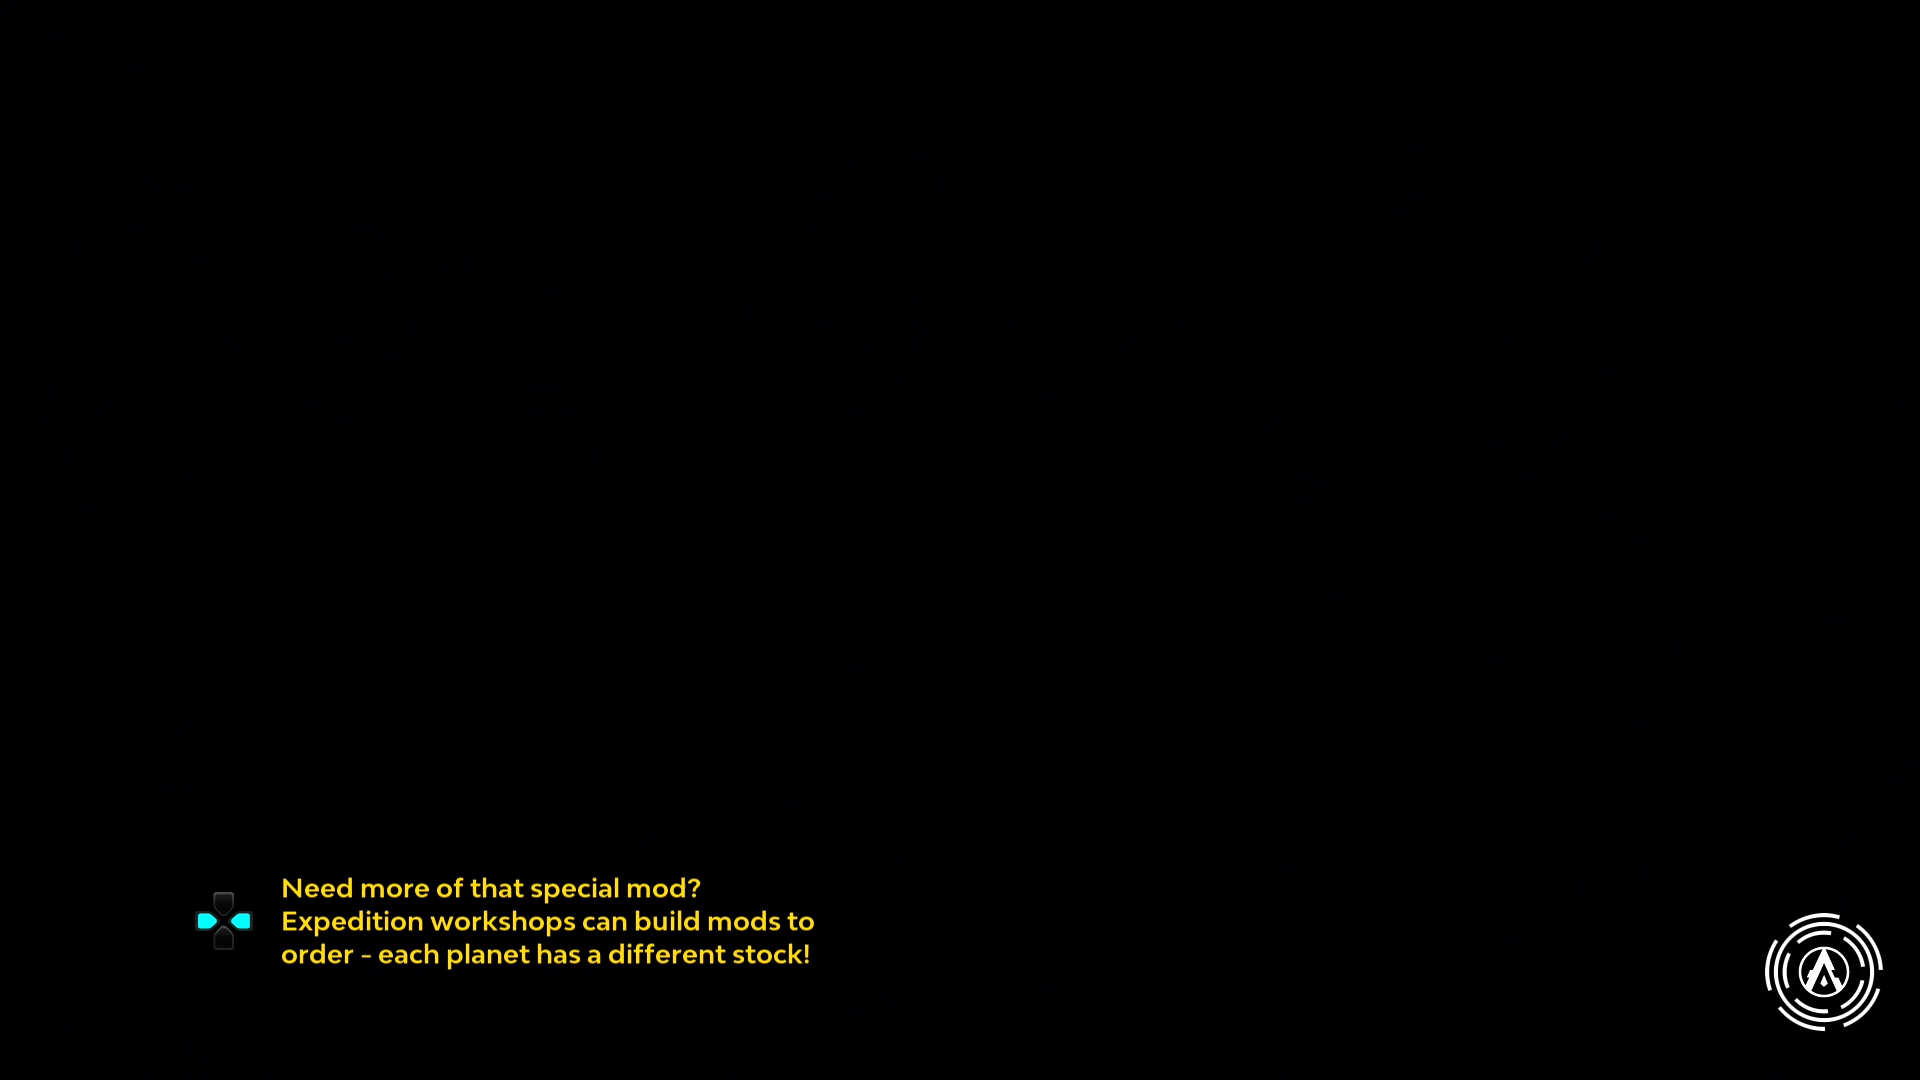 Need more of that special mod?
Expedition workshops can build mods to
order - each planet has a different stock!